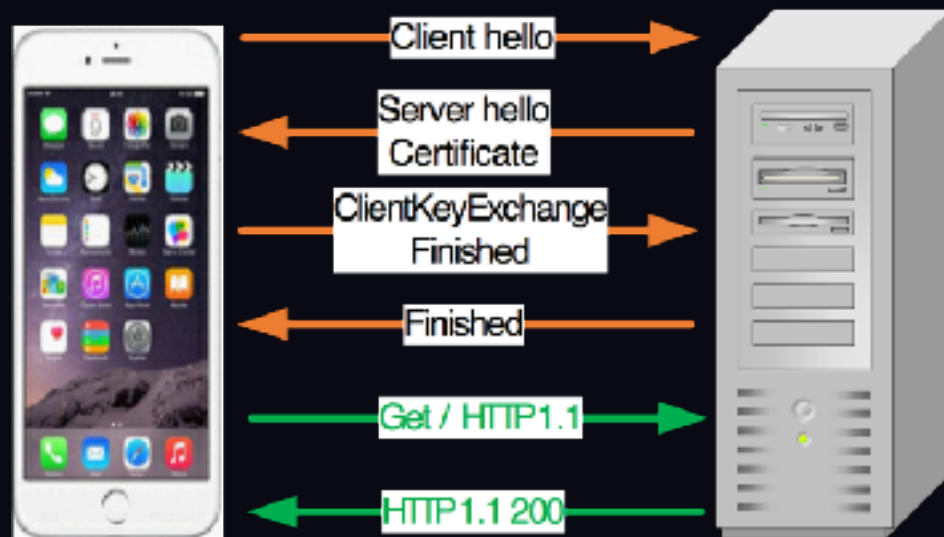 Client hello
Server hello
Certificate
ClientKeyExchange
Finished
Finished
Get / HTTP1.1
HTTP1.1 200